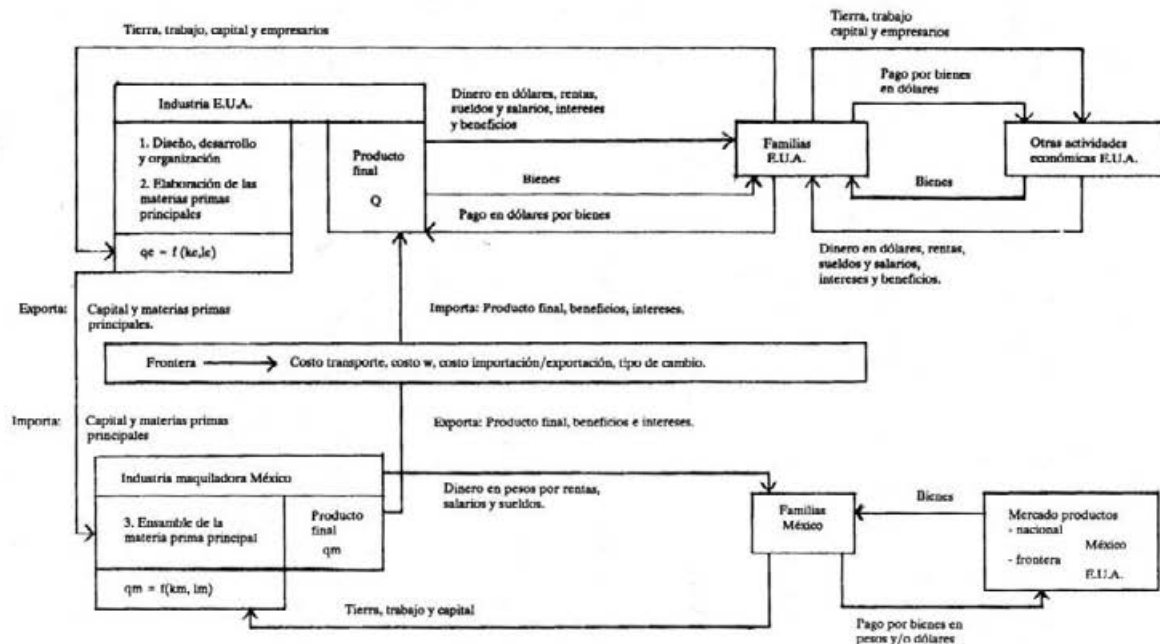 Tierra, trabajo, capital y empresarios
Tierra, trabajo
capital y empresarios
Pago por bienes
en dólares
Industria E.U.A.
Dinero en dólares, rentas,
sueldos y salarios, intereses
y beneficios
1. Diseño, desarrollo
y organización
2. Elaboración de las
materias primas
principales
Producto
final
Q
Familias
E.U.A.
Otras actividades
económicas E.U.A.
Bienes
Bienes
Pago en dólares por bienes
qe = f (ke,le)
Dinero en dólares, rentas,
sueldos y salarios,
intereses y beneficios.
Exporta:
Capital y materias primas
principales.
Importa: Producto final, beneficios, intereses.
Frontera
Costo transporte, costo w, costo importación/exportación, tipo de cambio.
Importa:
Capital y materias primas
principales
Exporta: Producto final, beneficios e intereses.
Industria maquiladora México
Dinero en pesos por rentas,
salarios y sueldos.
3. Ensamble de la
materia prima principal
Producto
final
qm
Familias
México
Bienes
Mercado productos
- nacional
México
- frontera
E.U.A.
qm = f(km, lm)
Tierra, trabajo y capital
Pago por bienes en
pesos y/o dólares